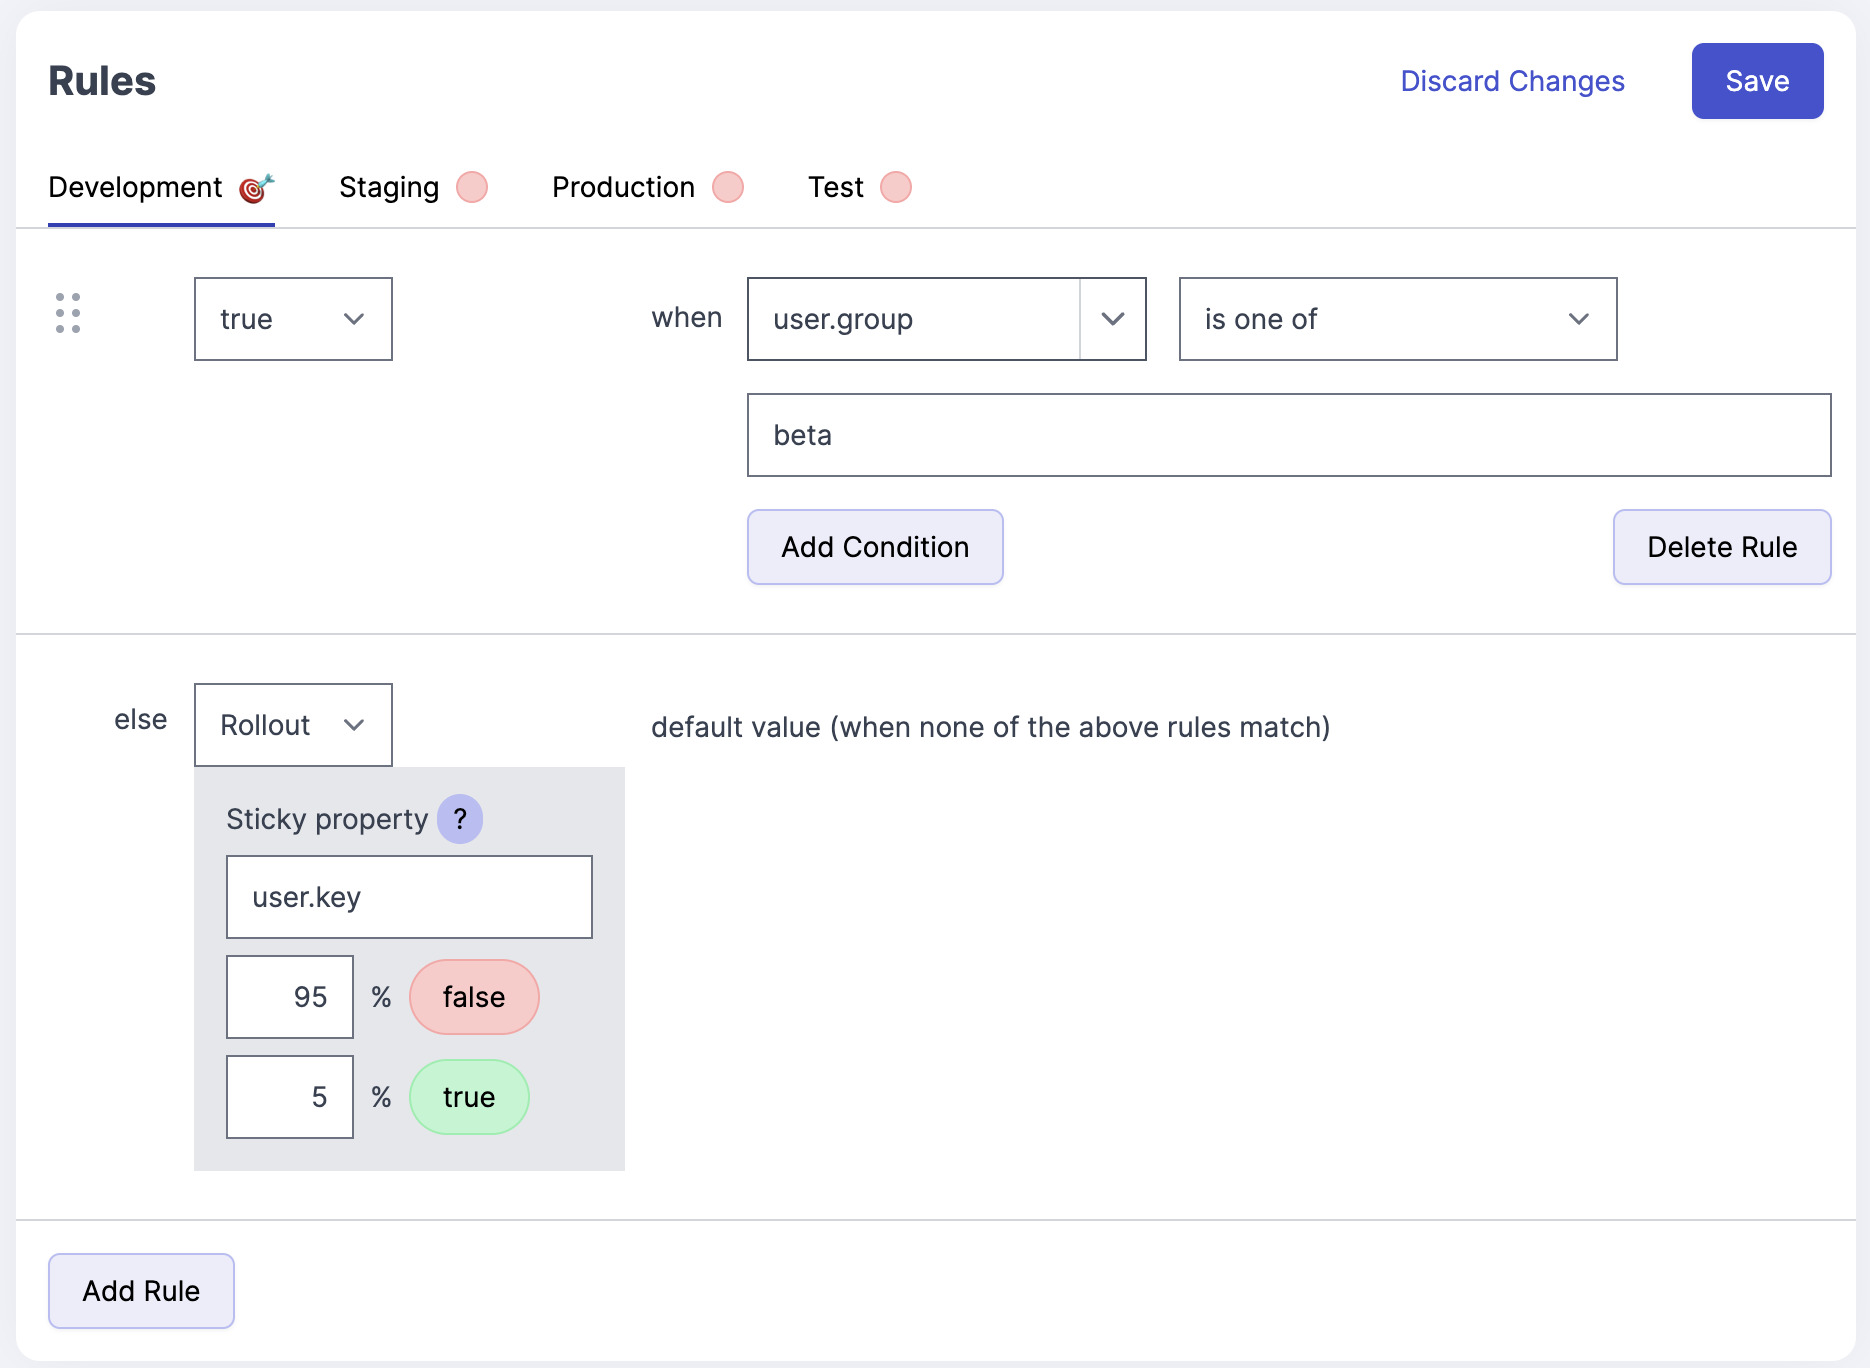 Rules
Discard Changes
Save
Development
Staging
Production
Test
true
when
user.group
is one of
beta
Add Condition
Delete Rule
else
Rollout
default value (when none of the above rules match)
Sticky property ?
user.key
95 % false
5 % true
Add Rule